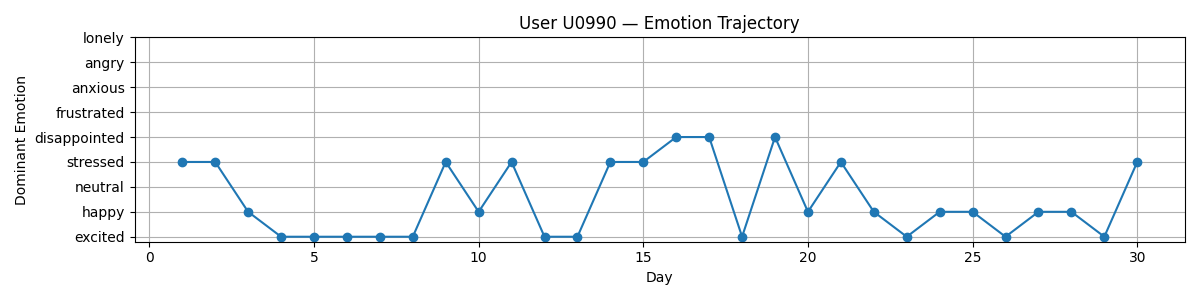 User U0990 — Emotion Trajectory
Dominant Emotion
lonely
angry
anxious
frustrated
disappointed
stressed
neutral
happy
excited
0 5 10 15 20 25 30
Day